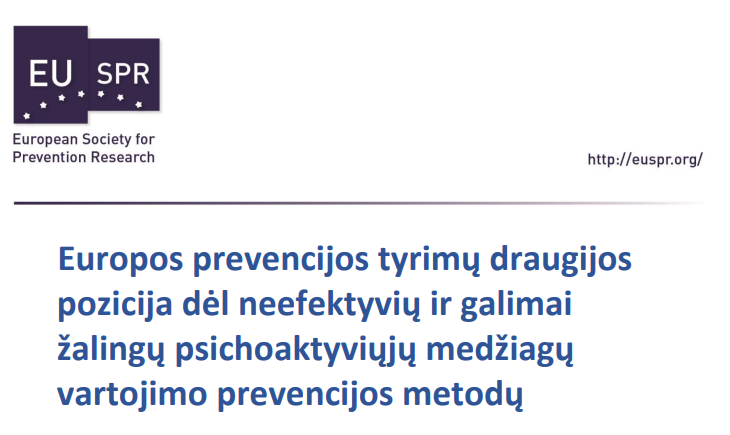 EU SPR
European Society for
Prevention Research
http://euspr.org/
Europos prevencijos tyrimų draugijos
pozicija dėl neefektyvių ir galimai
žalingų psichoaktyviųjų medžiagų
vartojimo prevencijos metodų